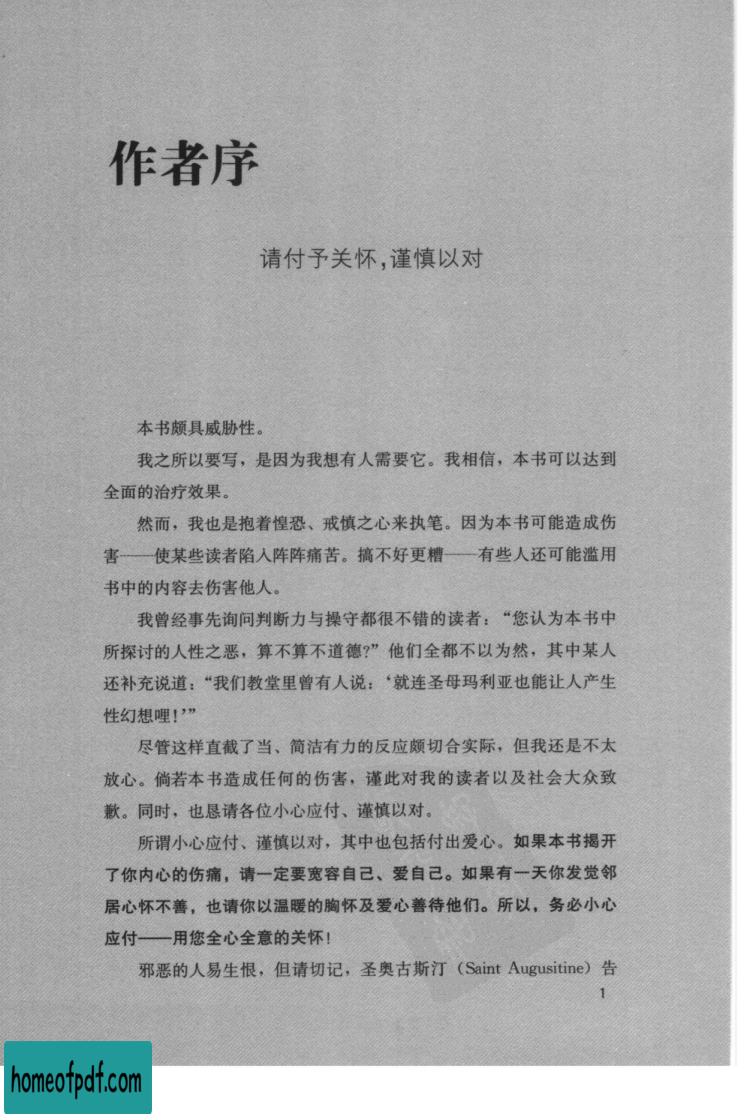 作者序
请付予关怀，谨慎以对
本书颇具威胁性。
我之所以要写，是因为我想有人需要它。我相信，本书可以达到
全面的治疗效果。
然而，我也是抱着惶恐、戒慎之心来执笔。因为本书可能造成伤
害——使某些读者陷入阵阵痛苦。搞不好更糟——有些人还可能滥用
书中的内容去伤害他人。
我曾经事先询问判断力与操守都很不错的读者：“您认为本书中
所探讨的人性之恶，算不算不道德？”他们全都不以为然，其中某人
还补充说道：“我们教堂里曾有人说：‘就连圣母玛利亚也能让人产生
性幻想哩！’”
尽管这样直截了当、简洁有力的反应颇切合实际，但我还是不太
放心。倘若本书造成任何的伤害，谨此对我的读者以及社会大众致
歉。同时，也恳请各位小心应付、谨慎以对。
所谓小心应付、谨慎以对，其中也包括付出爱心。如果本书揭开
了你内心的伤痛，请一定要宽容自己、爱自己。如果有一天你发觉邻
居心怀不善，也请你以温暖的胸怀及爱心善待他们。所以，务必小心
应付——用您全心全意的关怀！
邪恶的人易生恨，但请切记，圣奥古斯汀（Saint Augusitine）告
1
homeofpdf.com